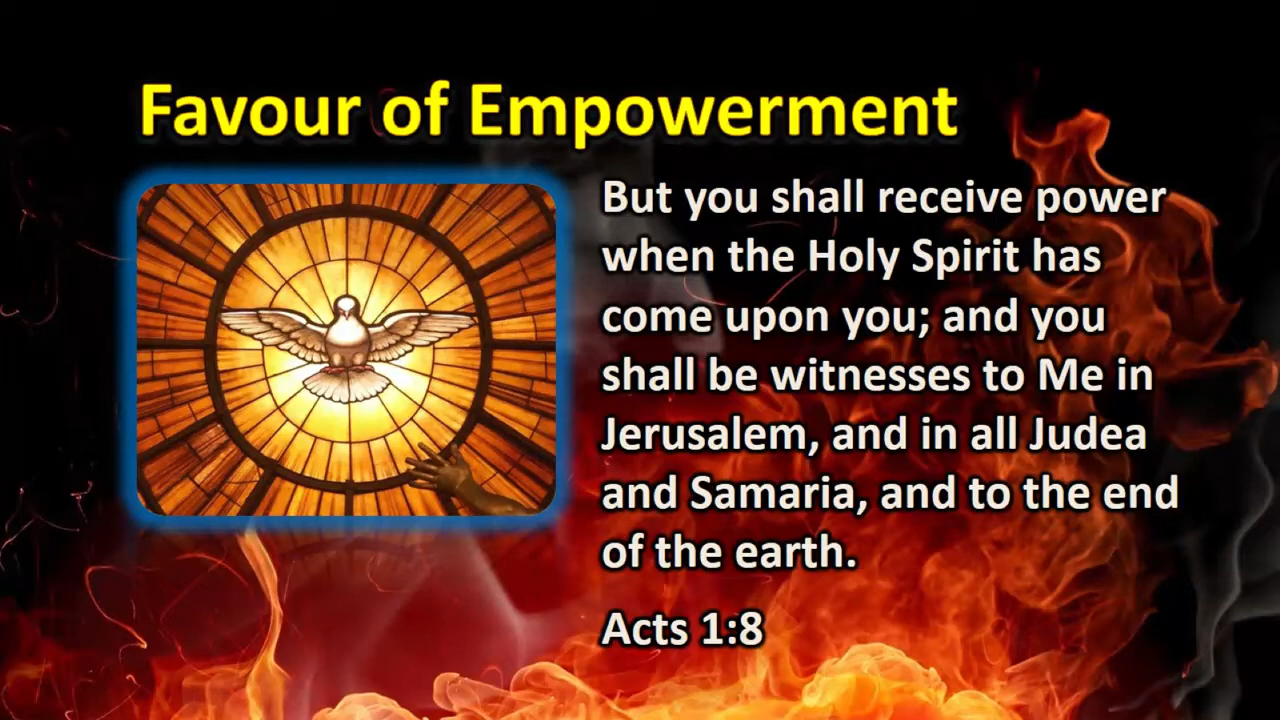 Favour of Empowerment
But you shall receive power
when the Holy Spirit has
come upon you; and you
shall be witnesses to Me in
Jerusalem, and in all Judea
and Samaria, and to the end
of the earth.
Acts 1:8